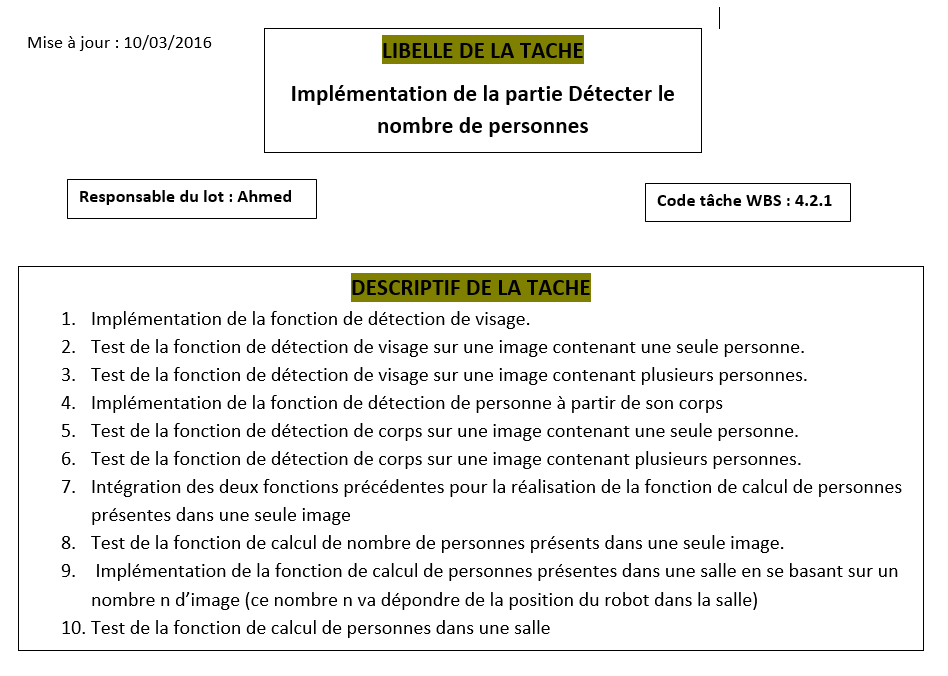 Mise à jour : 10/03/2016
LIBELLE DE LA TACHE
Implémentation de la partie Détecter le
nombre de personnes
Responsable du lot : Ahmed
Code tâche WBS : 4.2.1
DESCRIPTIF DE LA TACHE
1. Implémentation de la fonction de détection de visage.
2. Test de la fonction de détection de visage sur une image contenant une seule personne.
3. Test de la fonction de détection de visage sur une image contenant plusieurs personnes.
4. Implémentation de la fonction de détection de personne à partir de son corps
5. Test de la fonction de détection de corps sur une image contenant une seule personne.
6. Test de la fonction de détection de corps sur une image contenant plusieurs personnes.
7. Intégration des deux fonctions précédentes pour la réalisation de la fonction de calcul de personnes
présentes dans une seule image
8. Test de la fonction de calcul de nombre de personnes présents dans une seule image.
9. Implémentation de la fonction de calcul de personnes présentes dans une salle en se basant sur un
nombre n d’image (ce nombre n va dépondre de la position du robot dans la salle)
10. Test de la fonction de calcul de personnes dans une salle